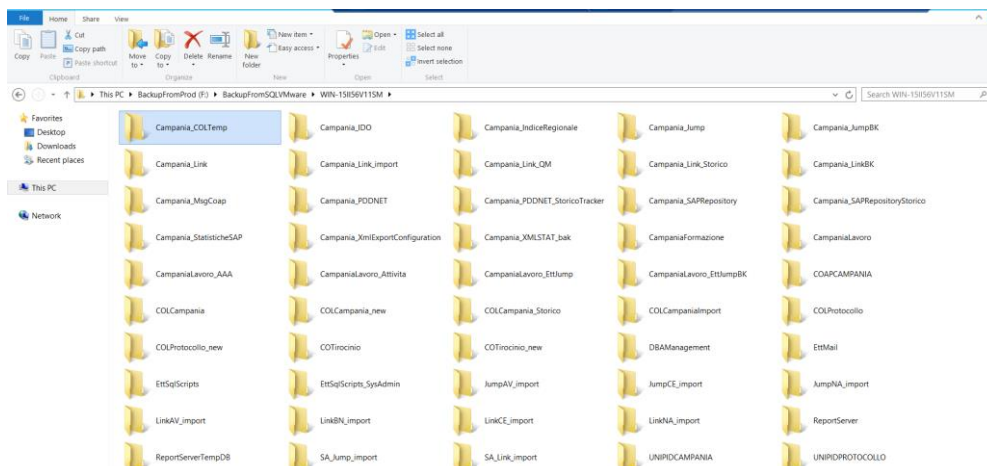 File Home Share View
Cut
Copy path
Paste shortcut
Copy Paste
Move to
Copy to
Delete Rename
New folder
New item
Easy access
Properties
Open
Edit
Select all
Select none
Invert selection
Clipboard Organize New Open Select
This PC BackupFromProd (F:) BackupFromSQLVMware WIN-15II56V11SM Search WIN-15II56V11SM
Favorites
Desktop
Downloads
Recent places
This PC
Network
Campania_COLTemp Campania_IDO Campania_IndiceRegionale Campania_Jump Campania_JumpBK
Campania_Link Campania_Link_import Campania_Link_QM Campania_Link_Storico Campania_LinkBK
Campania_MsgCoap Campania_PDDNET Campania_PDDNET_StoricoTracker Campania_SAPRepository Campania_SAPRepositoryStorico
Campania_StatisticheSAP Campania_XmlExportConfiguration Campania_XMLSTAT_bak CampaniaFormazione CampaniaLavoro
CampaniaLavoro_AAA CampaniaLavoro_Attivita CampaniaLavoro_EttJump CampaniaLavoro_EttJumpBK COAPCAMPANIA
COLCampania COLCampania_new COLCampania_Storico COLCampaniaImport COLProtocollo
COLProtocollo_new COTirocinio COTirocinio_new DBAManagement EttMail
EttSqlScripts EttSqlScripts_SysAdmin JumpAV_import JumpCE_import JumpNA_import
LinkAV_import LinkBN_import LinkCE_import LinkNA_import ReportServer
ReportServerTempDB SA_Jump_import SA_Link_import UNIPIDCAMPANIA UNIPIDPROTOCOLLO